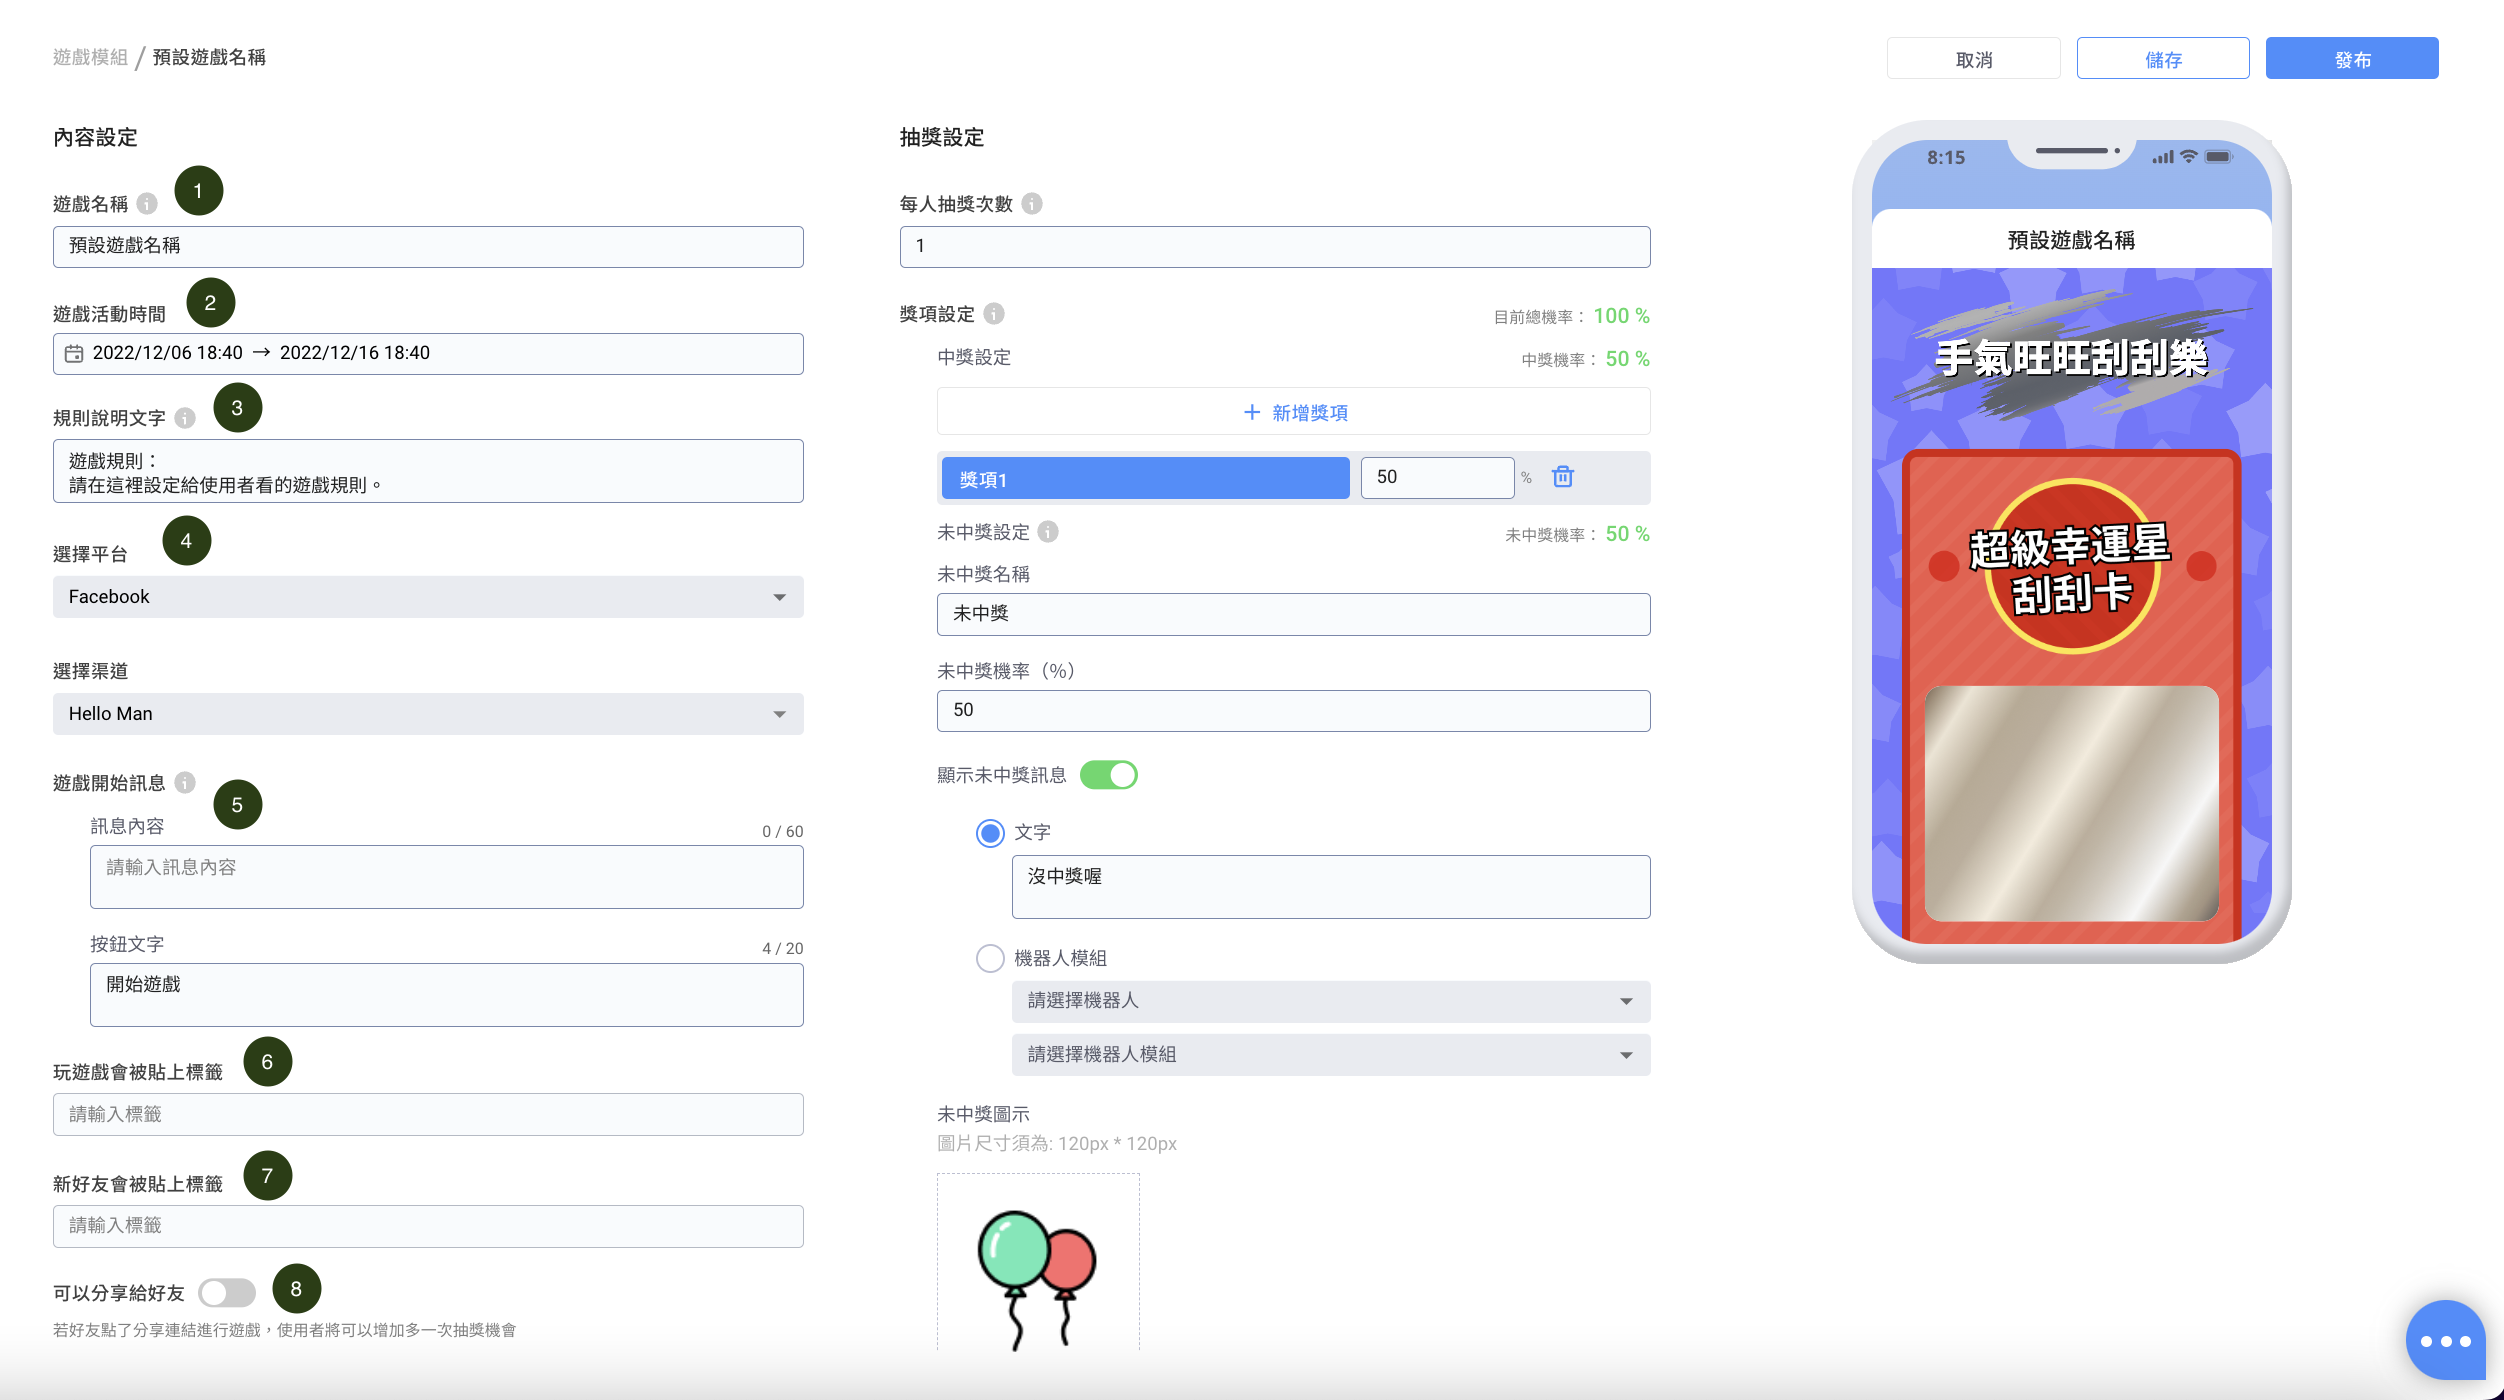 遊戲模組 / 預設遊戲名稱
取消
儲存
發布
內容設定
遊戲名稱
1
預設遊戲名稱
遊戲活動時間
2
2022/12/06 18:40 → 2022/12/16 18:40
規則說明文字
3
遊戲規則：
請在這裡設定給使用者看的遊戲規則。
選擇平台
4
Facebook
選擇渠道
Hello Man
遊戲開始訊息
5
訊息內容
0 / 60
請輸入訊息內容
按鈕文字
4 / 20
開始遊戲
玩遊戲會被貼上標籤
6
請輸入標籤
新好友會被貼上標籤
7
請輸入標籤
可以分享給好友
8
若好友點了分享連結進行遊戲，使用者將可以增加多一次抽獎機會
抽獎設定
每人抽獎次數
1
獎項設定
目前總機率： 100 %
中獎設定
中獎機率： 50 %
+ 新增獎項
獎項1
50
%
未中獎設定
未中獎機率： 50 %
未中獎名稱
未中獎
未中獎機率（%）
50
顯示未中獎訊息
文字
沒中獎喔
機器人模組
請選擇機器人
請選擇機器人模組
未中獎圖示
圖片尺寸須為: 120px * 120px
8:15
預設遊戲名稱
手氣旺旺刮刮樂
超級幸運星
刮刮卡